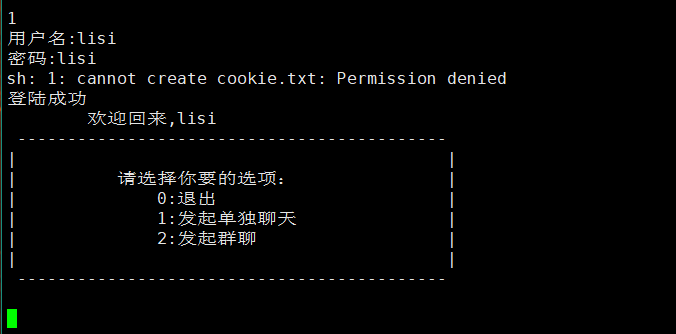 1
用户名:lisi
密码:lisi
sh: 1: cannot create cookie.txt: Permission denied
登陆成功
欢迎回来,lisi
-------------------------------------------
|                                           |
|          请选择你要的选项:                |
|              0:退出                       |
|              1:发起单独聊天               |
|              2:发起群聊                   |
|                                           |
-------------------------------------------